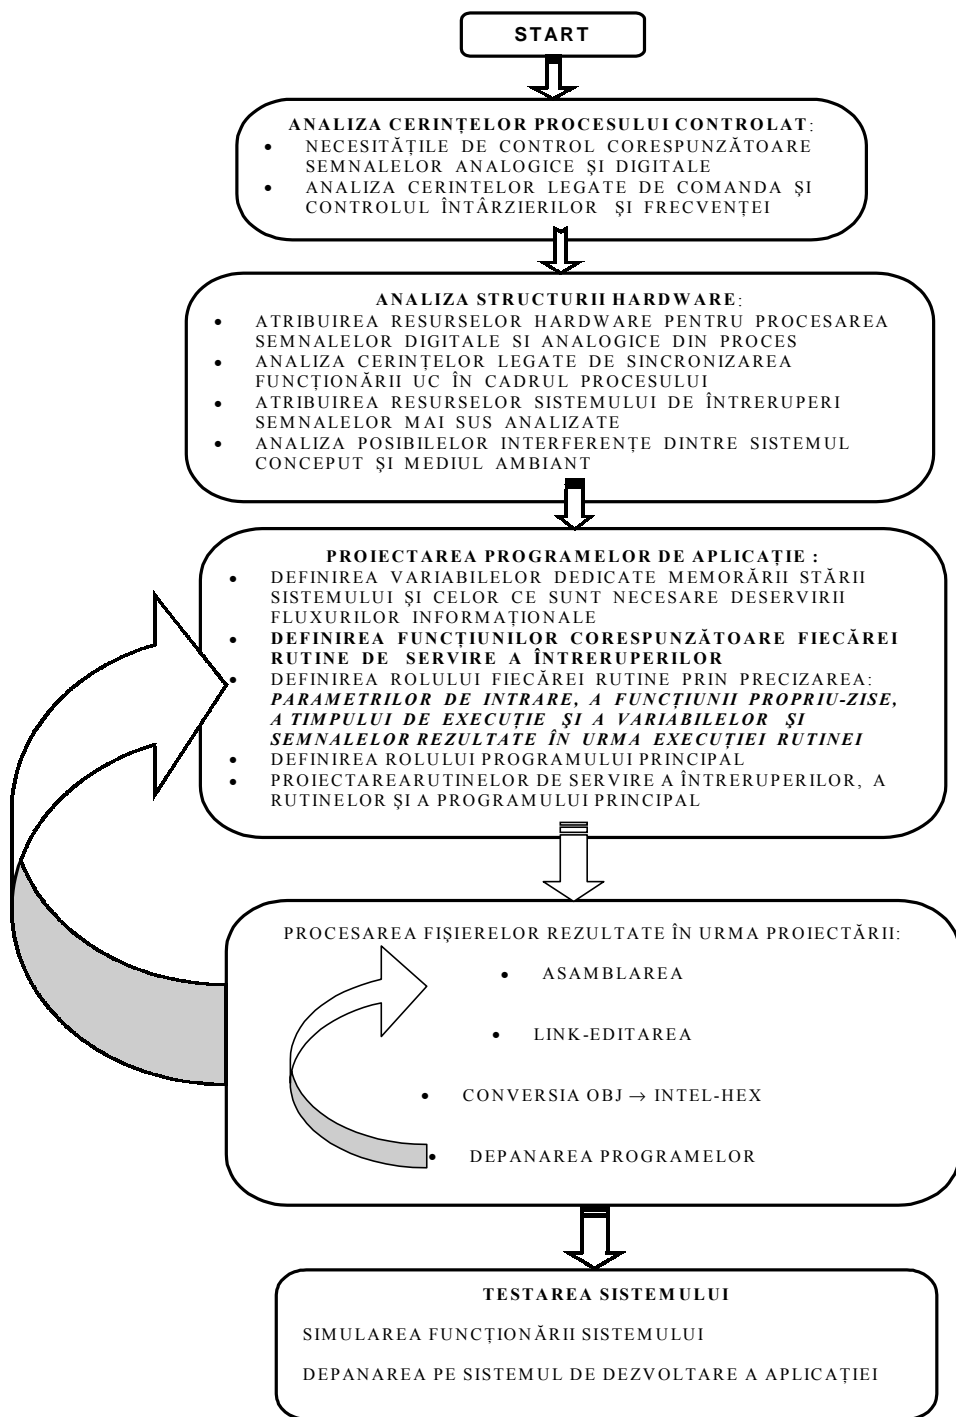 START
ANALIZA CERINȚELOR PROCESULUI CONTROLAT:
• NECESITĂȚILE DE CONTROL CORESPUNZĂTOARE
SEMNALELOR ANALOGICE ȘI DIGITALE
• ANALIZA CERINTELOR LEGATE DE COMANDA ȘI
CONTROLUL ÎNTÂRZIERILOR ȘI FRECVENȚEI
ANALIZA STRUCTURII HARDWARE:
• ATRIBUIREA RESURSELOR HARDWARE PENTRU PROCESAREA
SEMNALELOR DIGITALE SI ANALOGICE DIN PROCES
• ANALIZA CERINȚELOR LEGATE DE SINCRONIZAREA
FUNCȚIONĂRII UC ÎN CADRUL PROCESULUI
• ATRIBUIREA RESURSELOR SISTEMULUI DE ÎNTRERUPERI
SEMNALELOR MAI SUS ANALIZATE
• ANALIZA POSIBILELOR INTERFERENȚE DINTRE SISTEMUL
CONCEPUT ȘI MEDIUL AMBIANT
PROIECTAREA PROGRAMELOR DE APLICAȚIE :
• DEFINIREA VARIABILELOR DEDICATE MEMORĂRII STĂRII
SISTEMULUI ȘI CELOR CE SUNT NECESARE DESERVIRII
FLUXURILOR INFORMAȚIONALE
• DEFINIREA FUNCȚIUNILOR CORESPUNZĂTOARE FIECĂREI
RUTINE DE SERVIRE A ÎNTRERUPERILOR
• DEFINIREA ROLULUI FIECĂREI RUTINE PRIN PRECIZAREA:
PARAMETRILOR DE INTRARE, A FUNCȚIUNII PROPRIU-ZISE,
A TIMPULUI DE EXECUȚIE ȘI A VARIABILELOR ȘI
SEMNALELOR REZULTATE ÎN URMA EXECUȚIEI RUTINEI
• DEFINIREA ROLULUI PROGRAMULUI PRINCIPAL
• PROIECTAREARUTINELOR DE SERVIRE A ÎNTRERUPERILOR, A
RUTINELOR ȘI A PROGRAMULUI PRINCIPAL
PROCESAREA FIȘIERELOR REZULTATE ÎN URMA PROIECTĂRII:
• ASAMBLAREA
• LINK-EDITAREA
• CONVERSIA OBJ → INTEL-HEX
• DEPANAREA PROGRAMELOR
TESTAREA SISTEMULUI
SIMULAREA FUNCȚIONĂRII SISTEMULUI
DEPANAREA PE SISTEMUL DE DEZVOLTARE A APLICAȚIEI